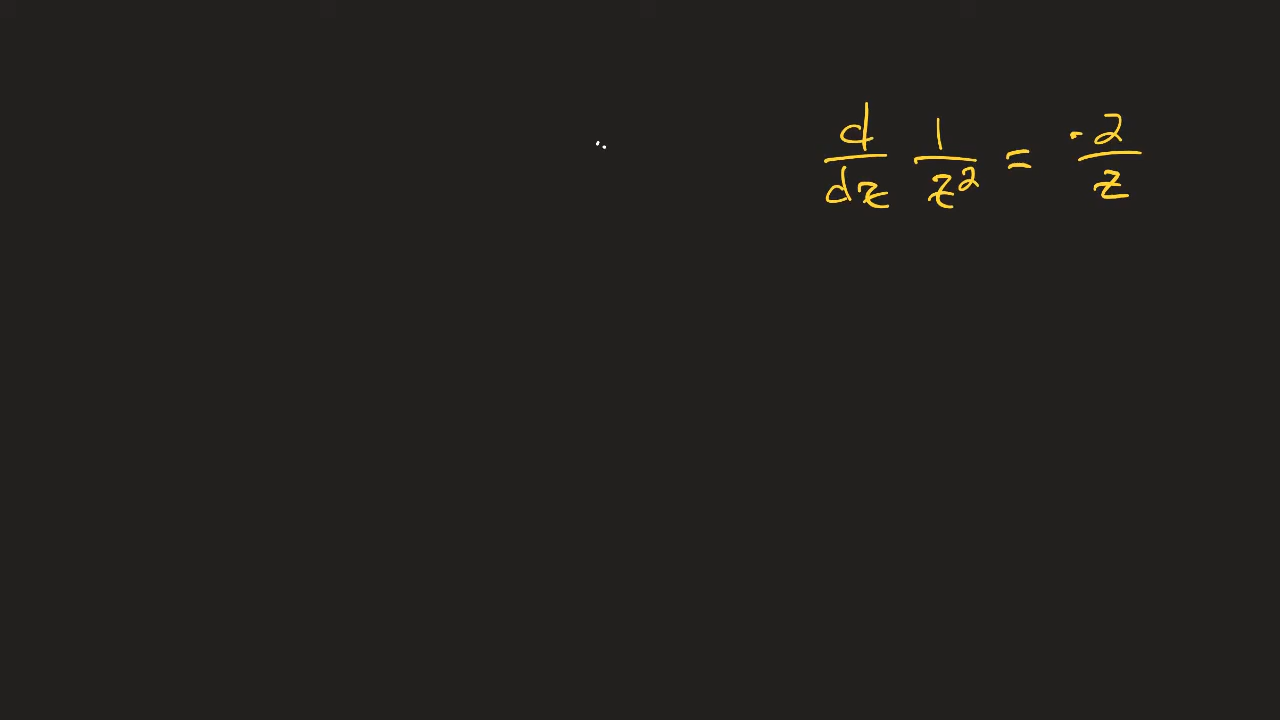 d/dz 1/z² = -2/z